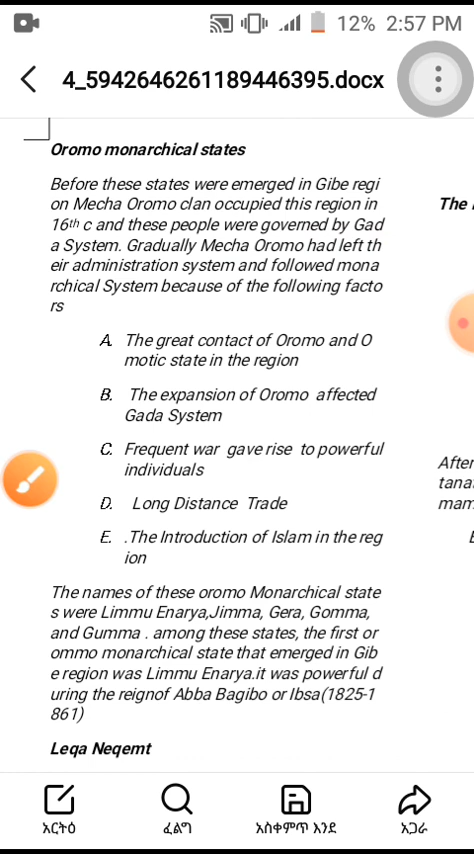 12% 2:57 PM
4_5942646261189446395.docx
Oromo monarchical states
Before these states were emerged in Gibe regi
on Mecha Oromo clan occupied this region in
16th c and these people were governed by Gad
a System. Gradually Mecha Oromo had left th
eir administration system and followed mona
rchical System because of the following facto
rs
A. The great contact of Oromo and O
motic state in the region
B. The expansion of Oromo affected
Gada System
C. Frequent war gave rise to powerful
individuals
D. Long Distance Trade
E. .The Introduction of Islam in the reg
ion
The names of these oromo Monarchical state
s were Limmu Enarya,Jimma, Gera, Gomma,
and Gumma . among these states, the first or
ommo monarchical state that emerged in Gib
e region was Limmu Enarya.it was powerful d
uring the reignof Abba Bagibo or Ibsa(1825-1
861)
Leqa Neqemt
The
After
tana
mam
አርትዕ
ፈልግ
አስቀምጥ እንደ
አጋራ